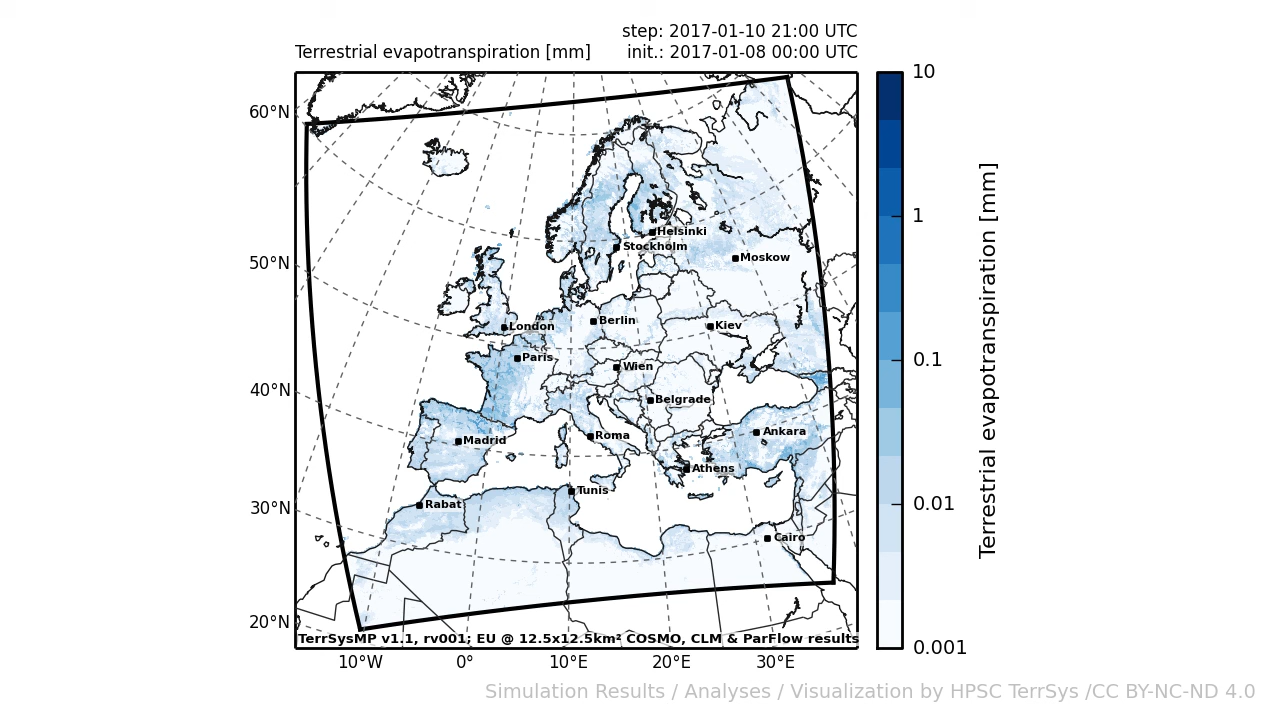 step: 2017-01-10 21:00 UTC
Terrestrial evapotranspiration [mm] init.: 2017-01-08 00:00 UTC
10
60°N
1
Helsinki
Stockholm
Moskow
50°N
London
Berlin
Kiev
Paris
0.1
Wien
40°N
Belgrade
Madrid
Roma
Ankara
Athens
Tunis
30°N
Rabat
0.01
Cairo
20°N
TerrSysMP v1.1, rv001; EU @ 12.5x12.5km² COSMO, CLM & ParFlow results
0.001
10°W 0° 10°E 20°E 30°E
Terrestrial evapotranspiration [mm]
Simulation Results / Analyses / Visualization by HPSC TerrSys /CC BY-NC-ND 4.0